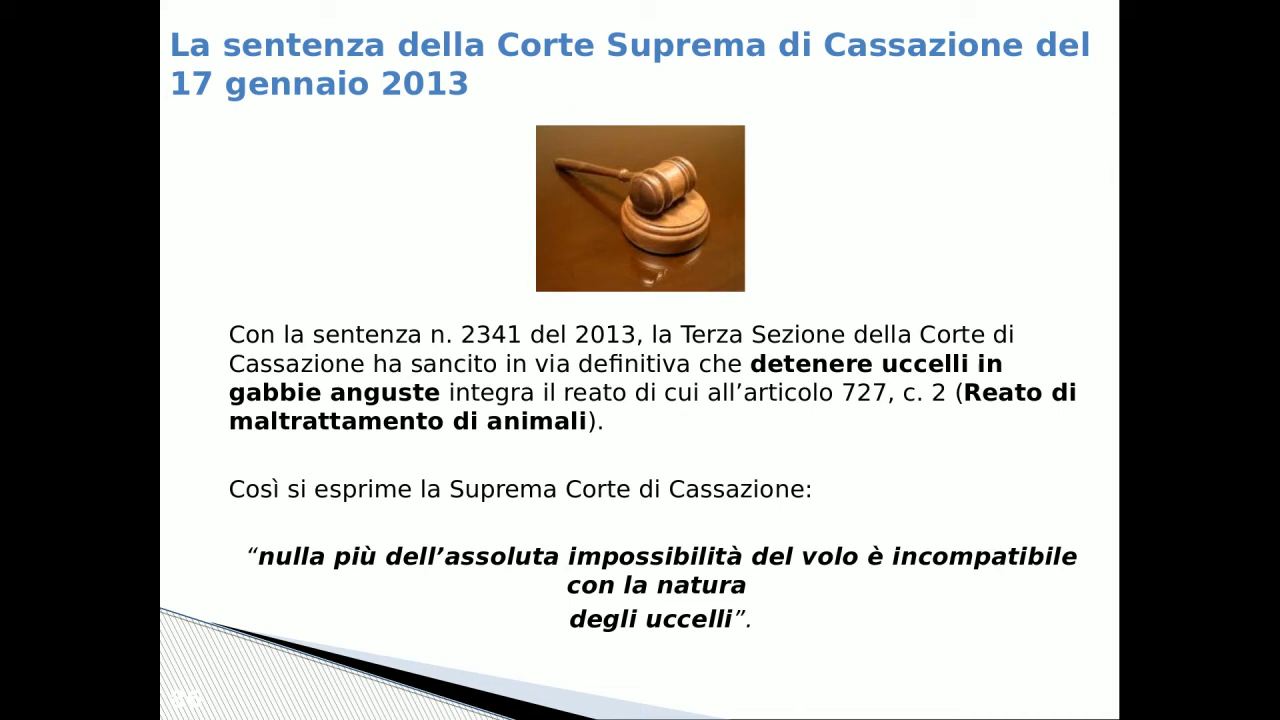 La sentenza della Corte Suprema di Cassazione del
17 gennaio 2013
Con la sentenza n. 2341 del 2013, la Terza Sezione della Corte di
Cassazione ha sancito in via definitiva che detenere uccelli in
gabbie anguste integra il reato di cui all’articolo 727, c. 2 (Reato di
maltrattamento di animali).
Così si esprime la Suprema Corte di Cassazione:
“nulla più dell’assoluta impossibilità del volo è incompatibile
con la natura
degli uccelli”.